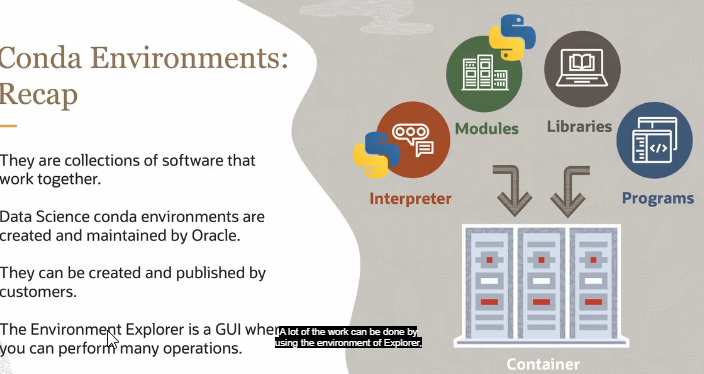 Conda Environments:
Recap
They are collections of software that
work together.
Data Science conda environments are
created and maintained by Oracle.
They can be created and published by
customers.
The Environment Explorer is a GUI where
you can perform many operations.
A lot of the work can be done by
using the environment of Explorer.
Modules
Libraries
Interpreter
Programs
</>
Container